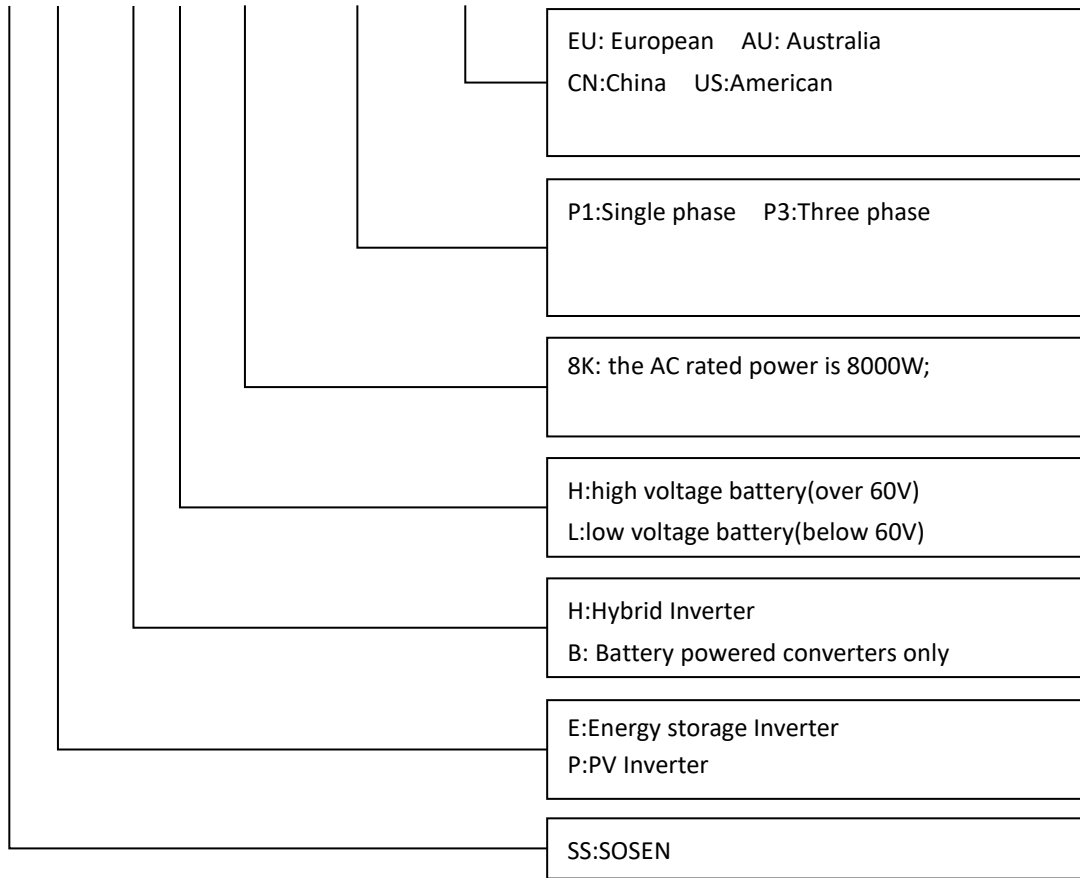 EU: European AU: Australia
CN:China US:American
P1:Single phase P3:Three phase
8K: the AC rated power is 8000W;
H:high voltage battery(over 60V)
L:low voltage battery(below 60V)
H:Hybrid Inverter
B: Battery powered converters only
E:Energy storage Inverter
P:PV Inverter
SS:SOSEN